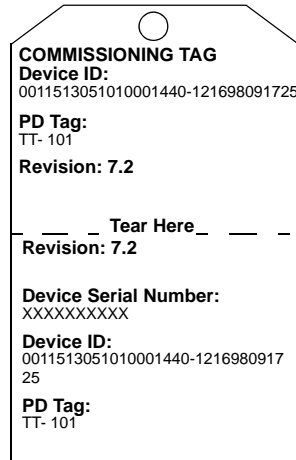 COMMISSIONING TAG
Device ID:
0011513051010001440-121698091725
PD Tag:
TT- 101
Revision: 7.2
Tear Here
Revision: 7.2
Device Serial Number:
XXXXXXXXXX
Device ID:
0011513051010001440-1216980917
25
PD Tag:
TT- 101